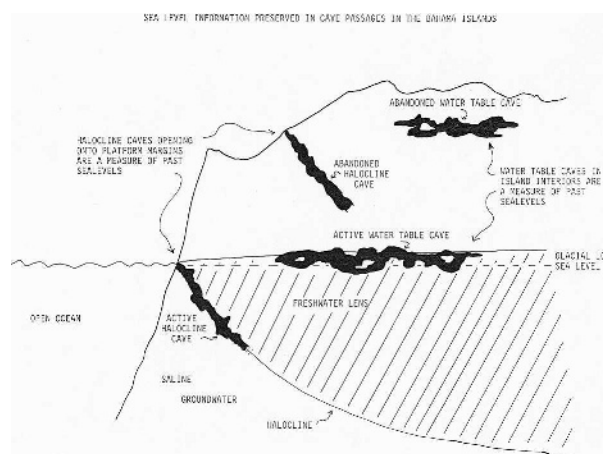 SEA LEVEL INFORMATION PRESERVED IN CAVE PASSAGES IN THE BAHAMA ISLANDS
ABANDONED WATER TABLE CAVE
HALOCLINE CAVES OPENING
ONTO PLATFORM MARGINS
ARE A MEASURE OF PAST
SEALEVELS
ABANDONED
HALOCLINE
CAVE
WATER TABLE CAVES IN
ISLAND INTERIORS ARE
A MEASURE OF PAST
SEALEVELS
ACTIVE WATER TABLE CAVE
GLACIAL LO
SEA LEVEL
FRESHWATER LENS
OPEN OCEAN
ACTIVE
HALOCLINE
CAVE
SALINE
GROUNDWATER
HALOCLINE